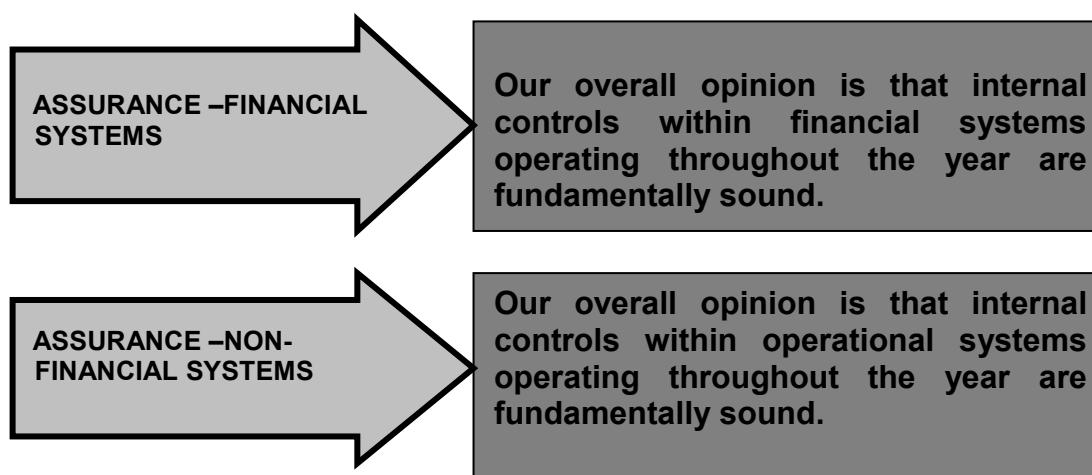 ASSURANCE –FINANCIAL
SYSTEMS
Our overall opinion is that internal
controls within financial systems
operating throughout the year are
fundamentally sound.
ASSURANCE –NON-
FINANCIAL SYSTEMS
Our overall opinion is that internal
controls within operational systems
operating throughout the year are
fundamentally sound.